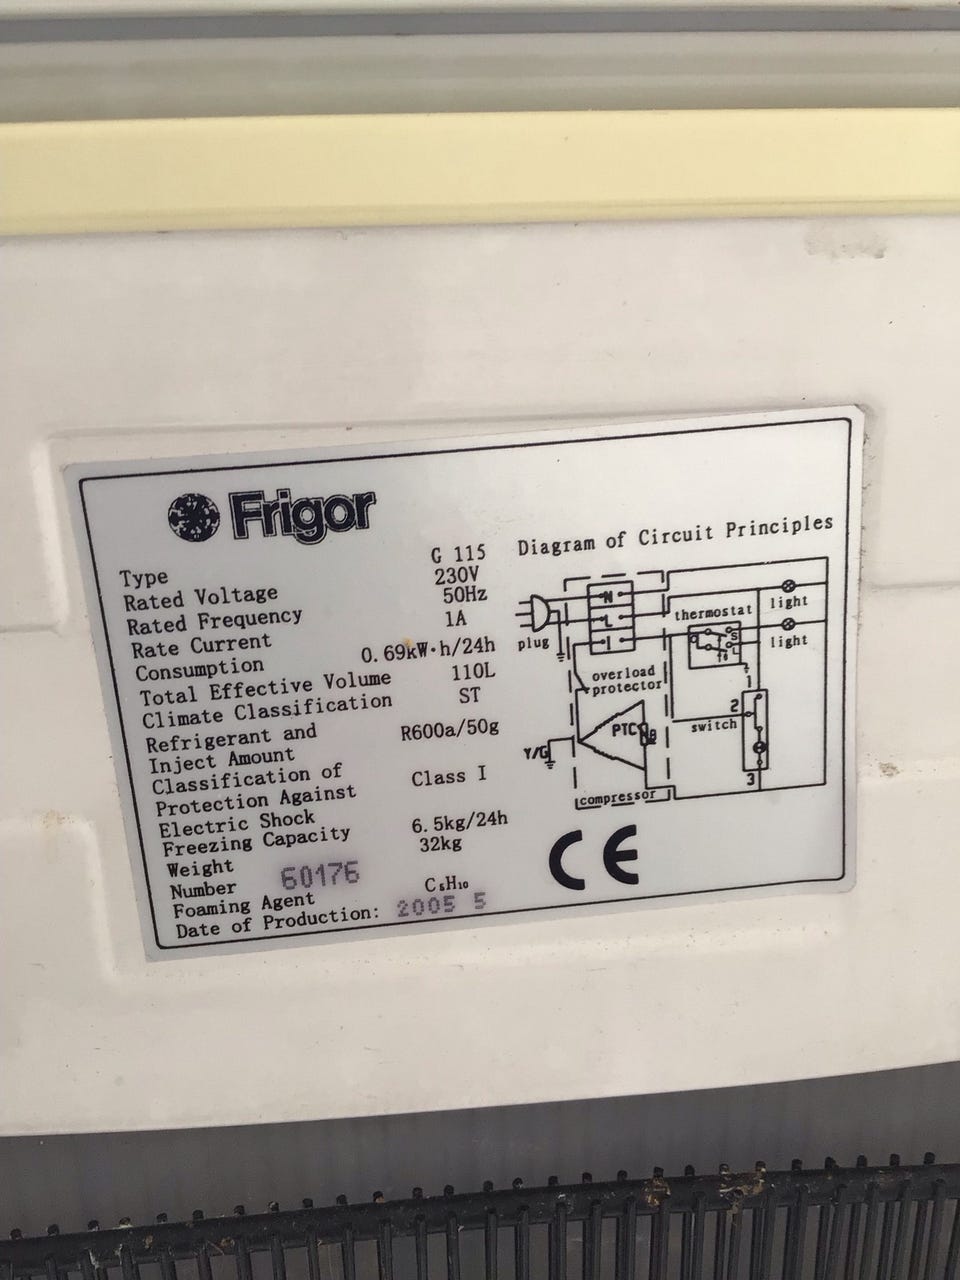 Frigor
Type G 115
Rated Voltage 230V
Rated Frequency 50Hz
Rate Current 1A
Consumption 0.69kW·h/24h
Total Effective Volume 110L
Climate Classification ST
Refrigerant and
Inject Amount R600a/50g
Classification of
Protection Against Class I
Electric Shock
Freezing Capacity 6.5kg/24h
Weight 32kg
Number 60176
Foaming Agent C₅H₁₀
Date of Production: 2005 5
Diagram of Circuit Principles
N
L
plug
thermostat
S
light
light
overload
protector
PTC
Y/G
compressor
1
2
switch
3
CE